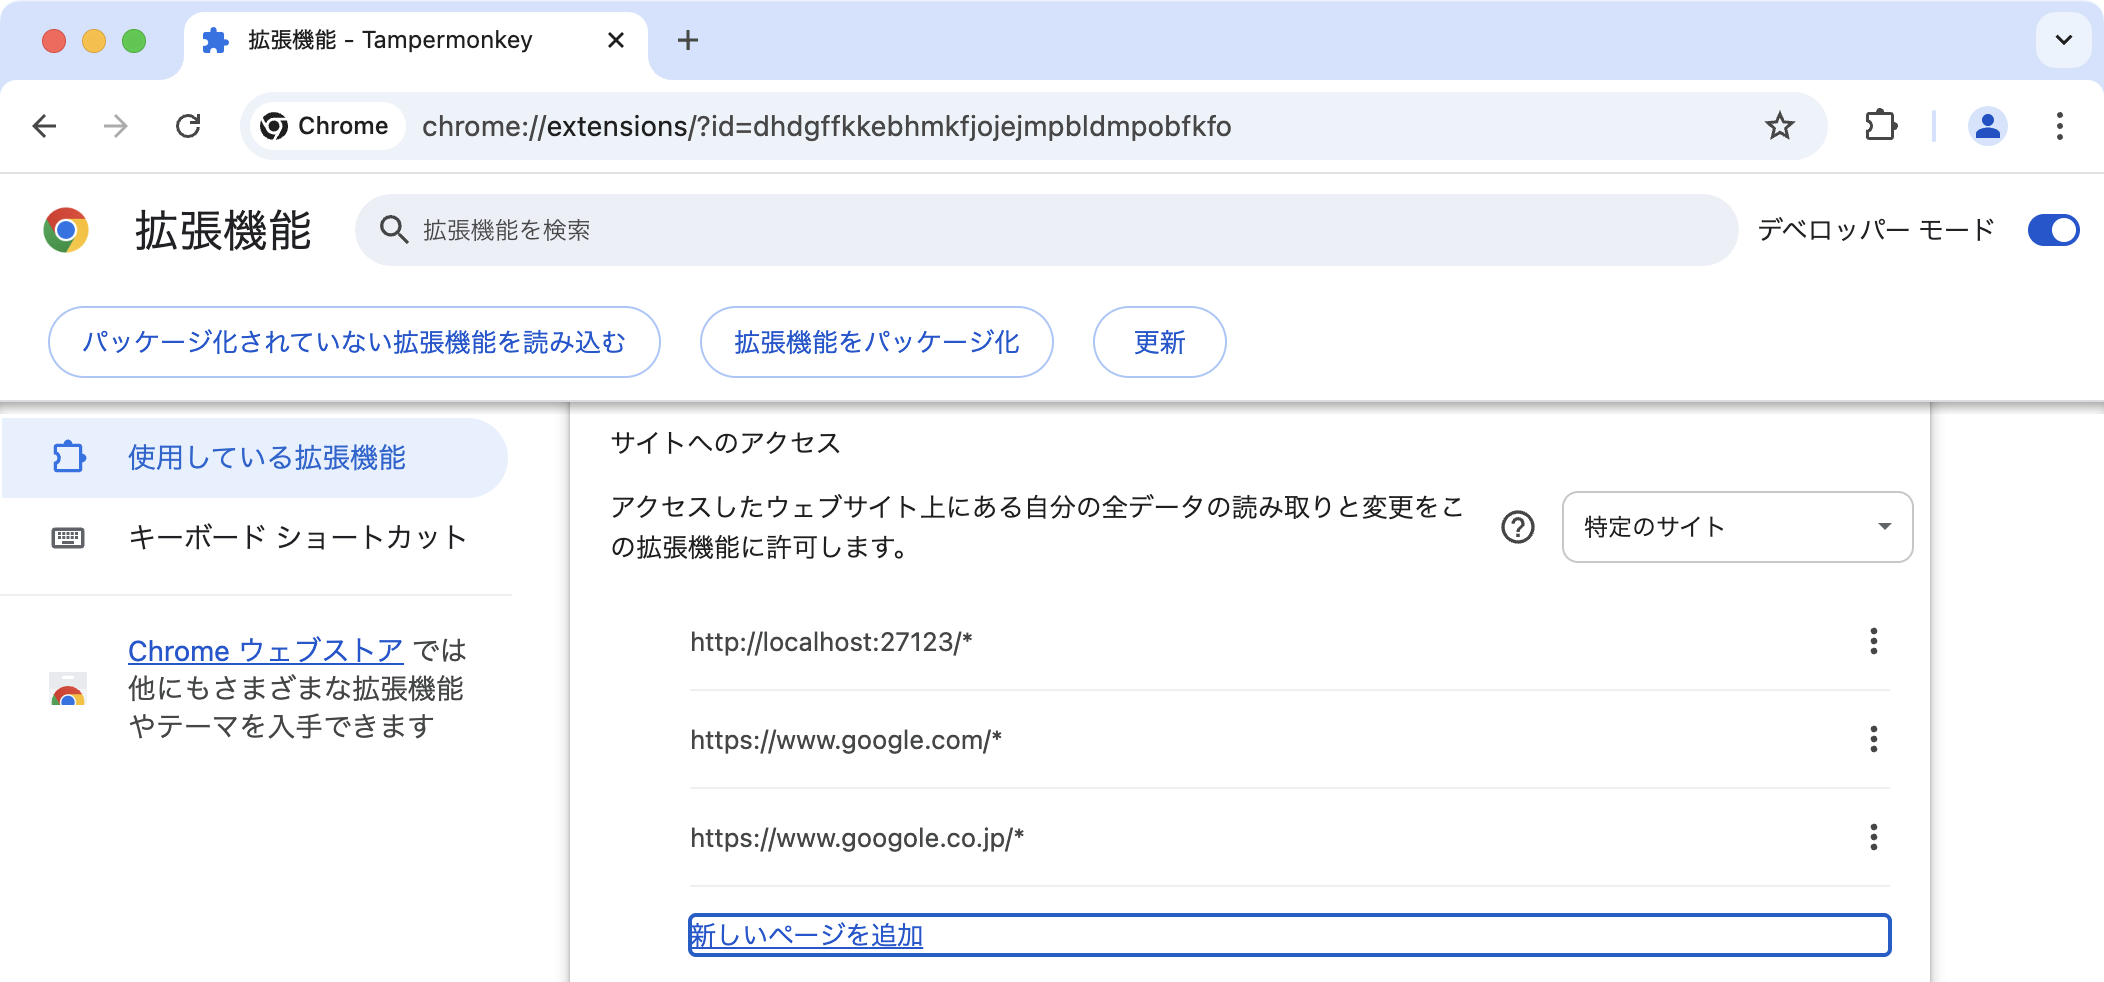 拡張機能 - Tampermonkey
Chrome chrome://extensions/?id=dhdgffkkebhmkfjojejmpbldmpobfkfo
拡張機能
拡張機能を検索
デベロッパー モード
パッケージ化されていない拡張機能を読み込む
拡張機能をパッケージ化
更新
使用している拡張機能
キーボード ショートカット
Chrome ウェブストア では
他にもさまざまな拡張機能
やテーマを入手できます
サイトへのアクセス
アクセスしたウェブサイト上にある自分の全データの読み取りと変更をこ
の拡張機能に許可します。
特定のサイト
http://localhost:27123/*
https://www.google.com/*
https://www.googole.co.jp/*
新しいページを追加